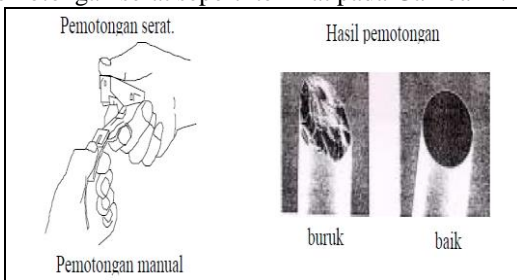 Pemotongan serat.
Hasil pemotongan
buruk
baik
Pemotongan manual